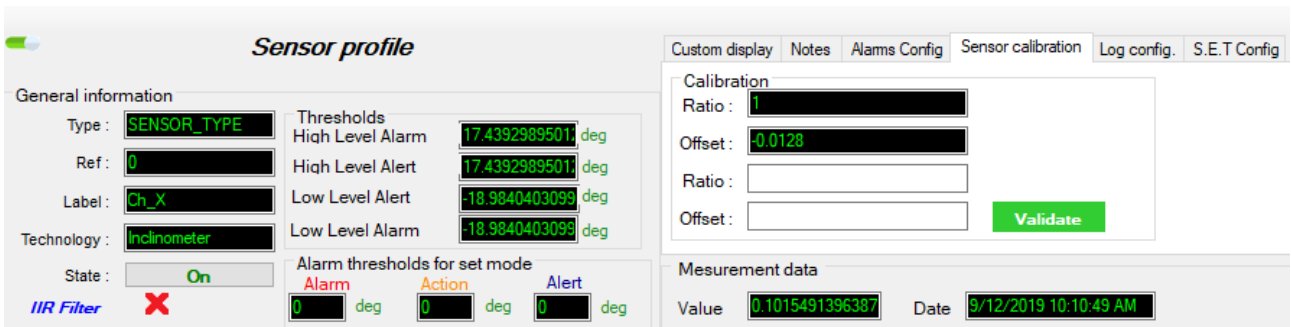 Sensor profile
General information
Type : SENSOR_TYPE
Ref : 0
Label : Ch_X
Technology : Inclinometer
State : On
IIR Filter
Thresholds
High Level Alarm 17.43929895012 deg
High Level Alert 17.43929895012 deg
Low Level Alert -18.9840403099 deg
Low Level Alarm -18.9840403099 deg
Alarm thresholds for set mode
Alarm Action Alert
0 deg 0 deg 0 deg
Custom display Notes Alarms Config Sensor calibration Log config. S.E.T Config
Calibration
Ratio : 1
Offset : -0.0128
Ratio :
Offset :
Validate
Mesurement data
Value 0.1015491396387 Date 9/12/2019 10:10:49 AM